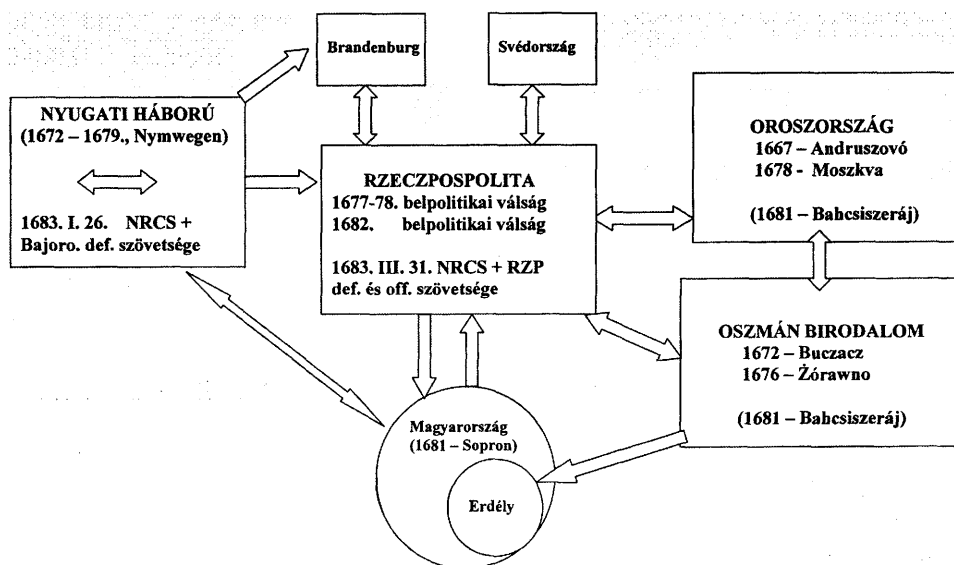 Brandenburg
Svédország
NYUGATI HÁBORÚ
(1672 – 1679., Nymwegen)
1683. I. 26. NRCS +
Bajoro. def. szövetsége
RZECZPOSPOLITA
1677-78. belpolitikai válság
1682. belpolitikai válság
1683. III. 31. NRCS + RZP
def. és off. szövetsége
OROSZORSZÁG
1667 – Andruszovó
1678 - Moszkva
(1681 – Bahcsiszeráj)
OSZMÁN BIRODALOM
1672 – Buczacz
1676 – Żórawno
(1681 – Bahcsiszeráj)
Magyarország
(1681 – Sopron)
Erdély